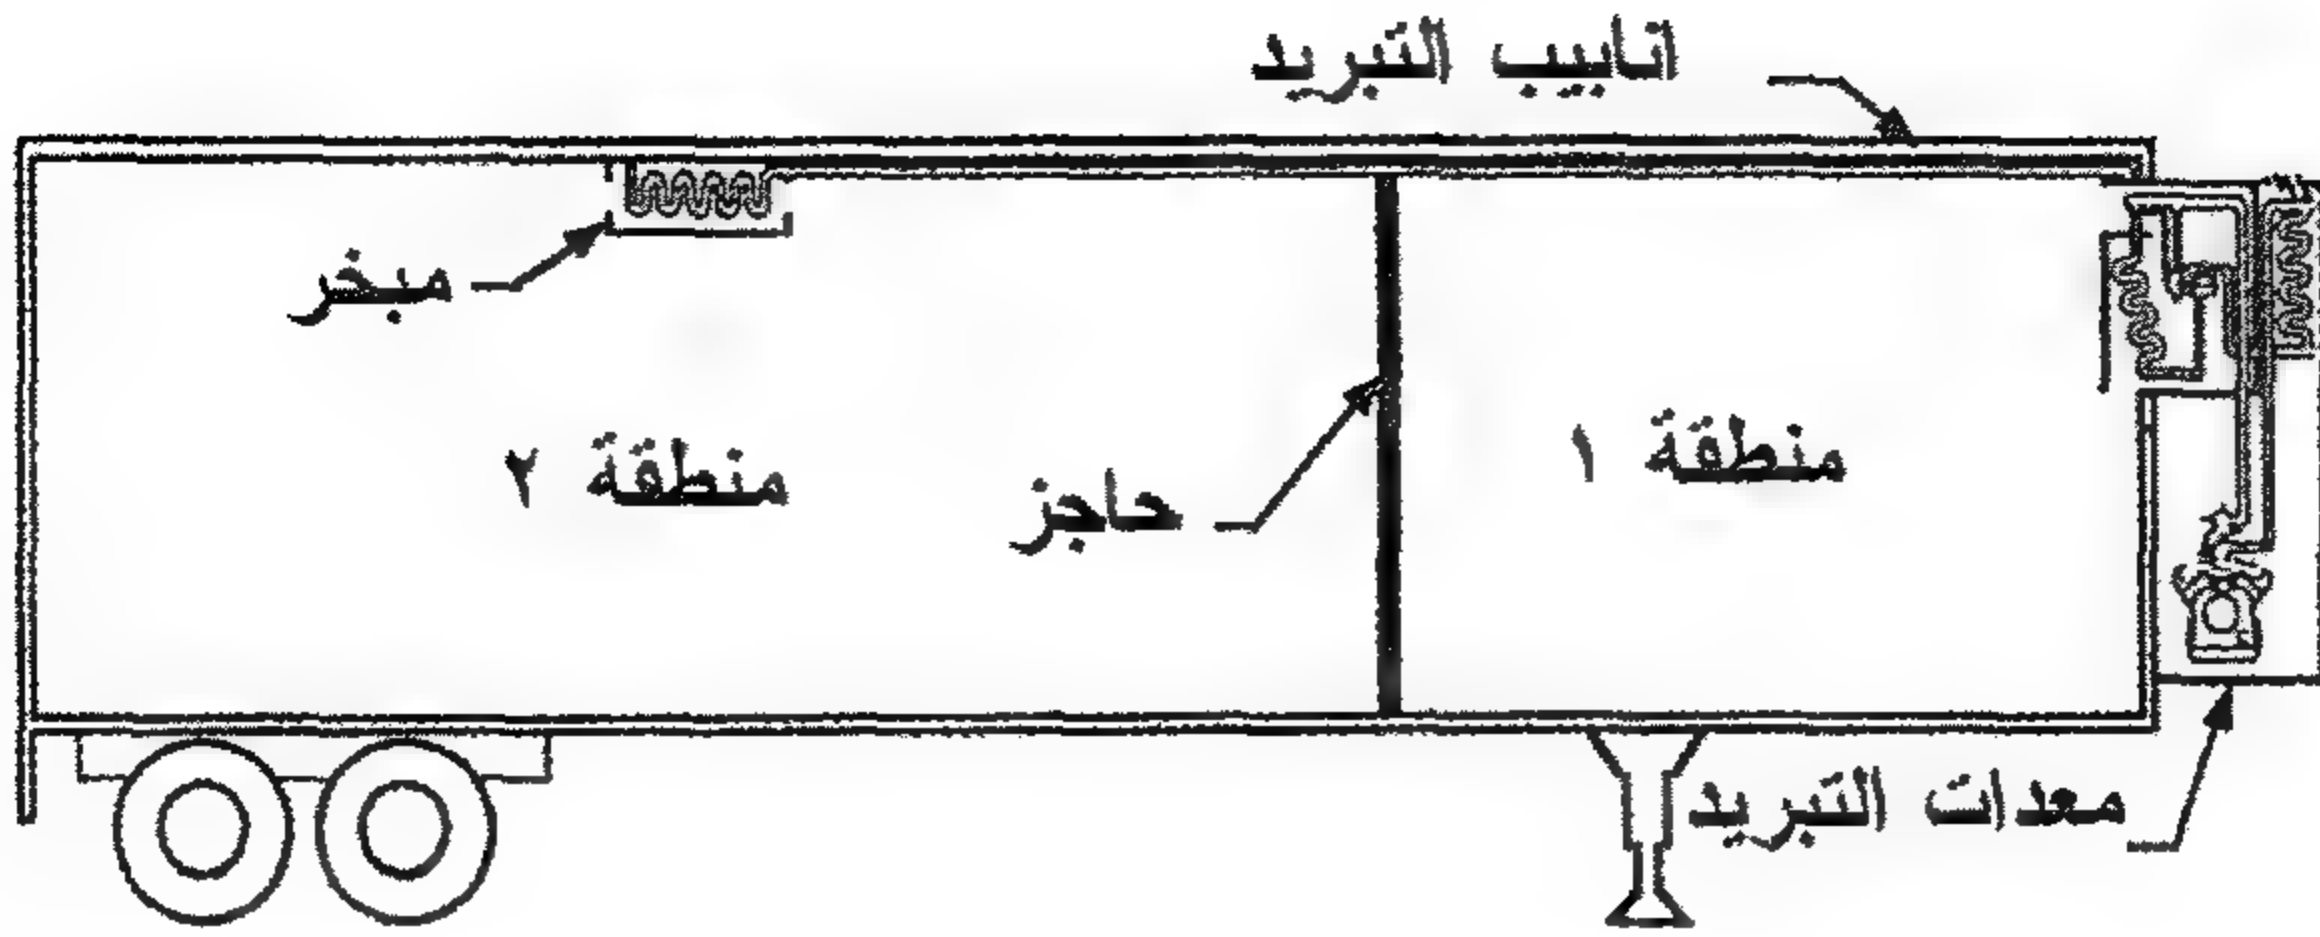 انابيب التبريد
مبخر
منطقة ١
منطقة ٢
حاجز
معدات التبريد